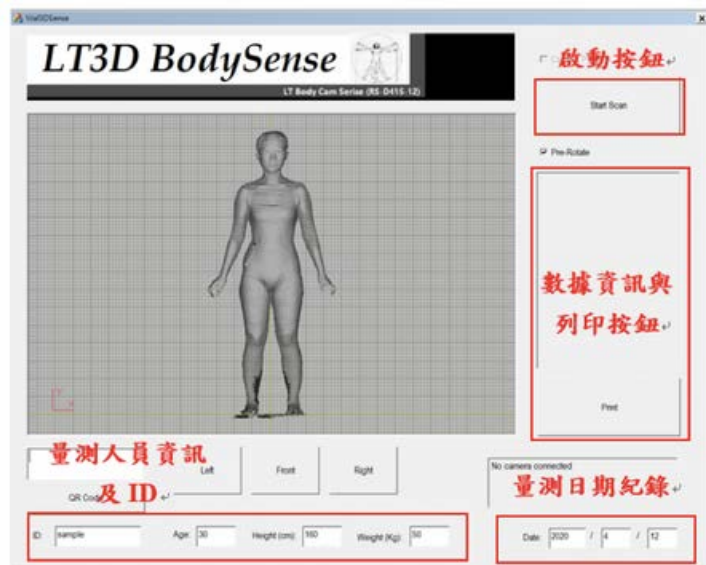 Vial3DSense
LT3D BodySense
LT Body Cam Serise (RS-D415-12)
啟動按鈕
Start Scan
Pre-Rotate
數據資訊與
列印按鈕
Print
量測人員資訊
及 ID
QR Code
Left
Front
Right
No camera connected
量測日期紀錄
ID: sample
Age: 30
Height (cm): 160
Weight (Kg): 50
Date: 2020 / 4 / 12